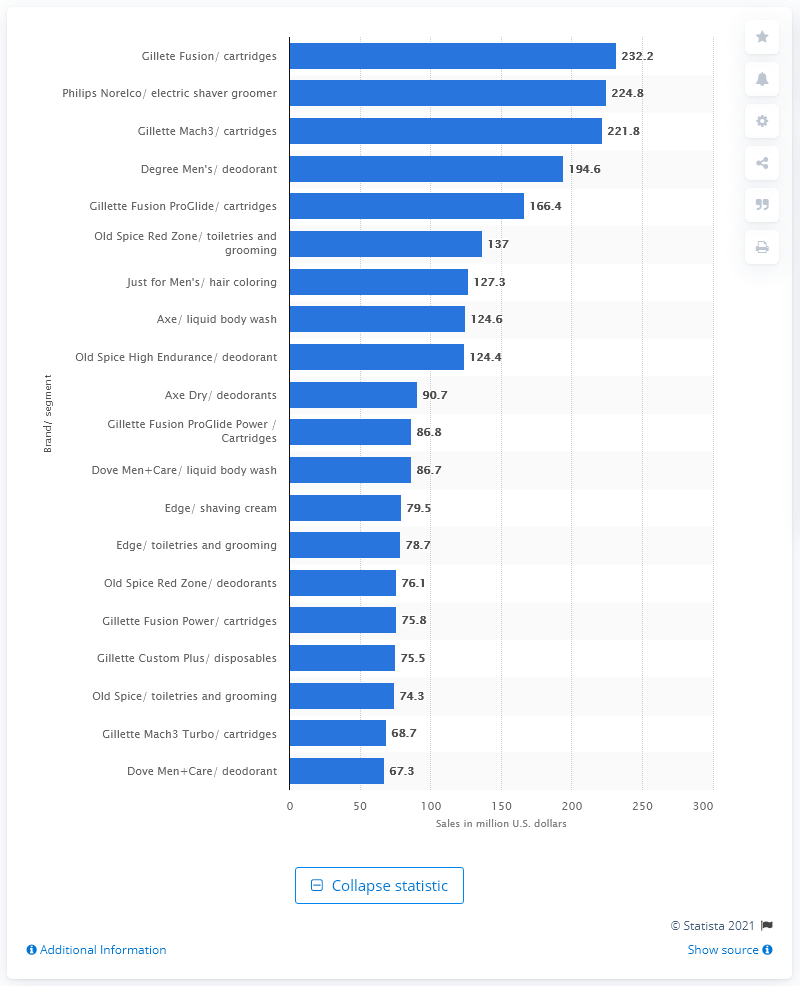 Gillete Fusion/ cartridges 232.2
Philips Norelco/ electric shaver groomer 224.8
Gillette Mach3/ cartridges 221.8
Degree Men's/ deodorant 194.6
Gillette Fusion ProGlide/ cartridges 166.4
Old Spice Red Zone/ toiletries and
grooming 137
Just for Men's/ hair coloring 127.3
Axe/ liquid body wash 124.6
Old Spice High Endurance/ deodorant 124.4
Axe Dry/ deodorants 90.7
Gillette Fusion ProGlide Power /
Cartridges 86.8
Dove Men+Care/ liquid body wash 86.7
Edge/ shaving cream 79.5
Edge/ toiletries and grooming 78.7
Old Spice Red Zone/ deodorants 76.1
Gillette Fusion Power/ cartridges 75.8
Gillette Custom Plus/ disposables 75.5
Old Spice/ toiletries and grooming 74.3
Gillette Mach3 Turbo/ cartridges 68.7
Dove Men+Care/ deodorant 67.3
Brand/ segment
0 50 100 150 200 250 300
Sales in million U.S. dollars
Collapse statistic
© Statista 2021
Additional Information
Show source